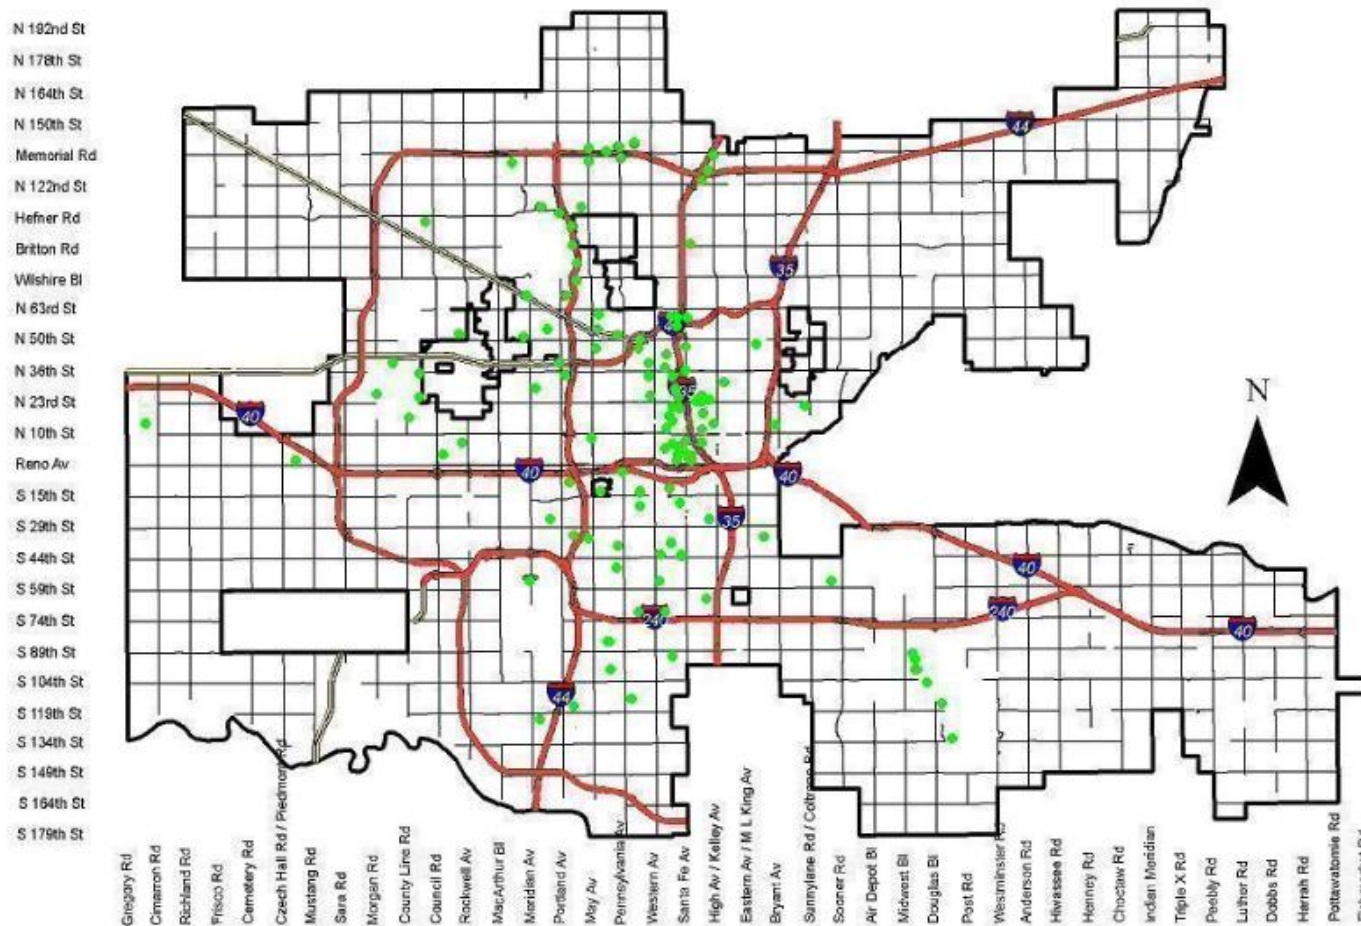 N 192nd St
N 178th St
N 164th St
N 150th St
Memorial Rd
N 122nd St
Hefner Rd
Britton Rd
Wilshire Bl
N 63rd St
N 50th St
N 36th St
N 23rd St
N 10th St
Reno Av
S 15th St
S 29th St
S 44th St
S 59th St
S 74th St
S 89th St
S 104th St
S 119th St
S 134th St
S 149th St
S 164th St
S 179th St
44
35
35
40
40
40
35
N
40
240
240
40
44
Gregory Rd
Cimarron Rd
Richland Rd
Frisco Rd
Cemetery Rd
Czech Hall Rd / Piedmont Rd
Mustang Rd
Sara Rd
Morgan Rd
County Line Rd
Council Rd
Rockwell Av
MacArthur Bl
Meridian Av
Portland Av
May Av
Pennsylvania Av
Western Av
Santa Fe Av
High Av / Kelley Av
Eastern Av / M L King Av
Bryant Av
Sunnylane Rd / Coltrane Rd
Sooner Rd
Air Depot Bl
Midwest Bl
Douglas Bl
Post Rd
Westminster Rd
Anderson Rd
Hiwassee Rd
Henney Rd
Choctaw Rd
Indian Meridian
Triple X Rd
Peebly Rd
Luther Rd
Dobbs Rd
Harrah Rd
Pottawatomie Rd